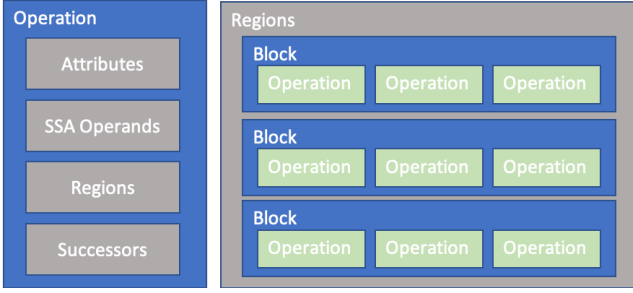 Operation
Attributes
SSA Operands
Regions
Successors
Regions
Block
Operation Operation Operation
Block
Operation Operation Operation
Block
Operation Operation Operation